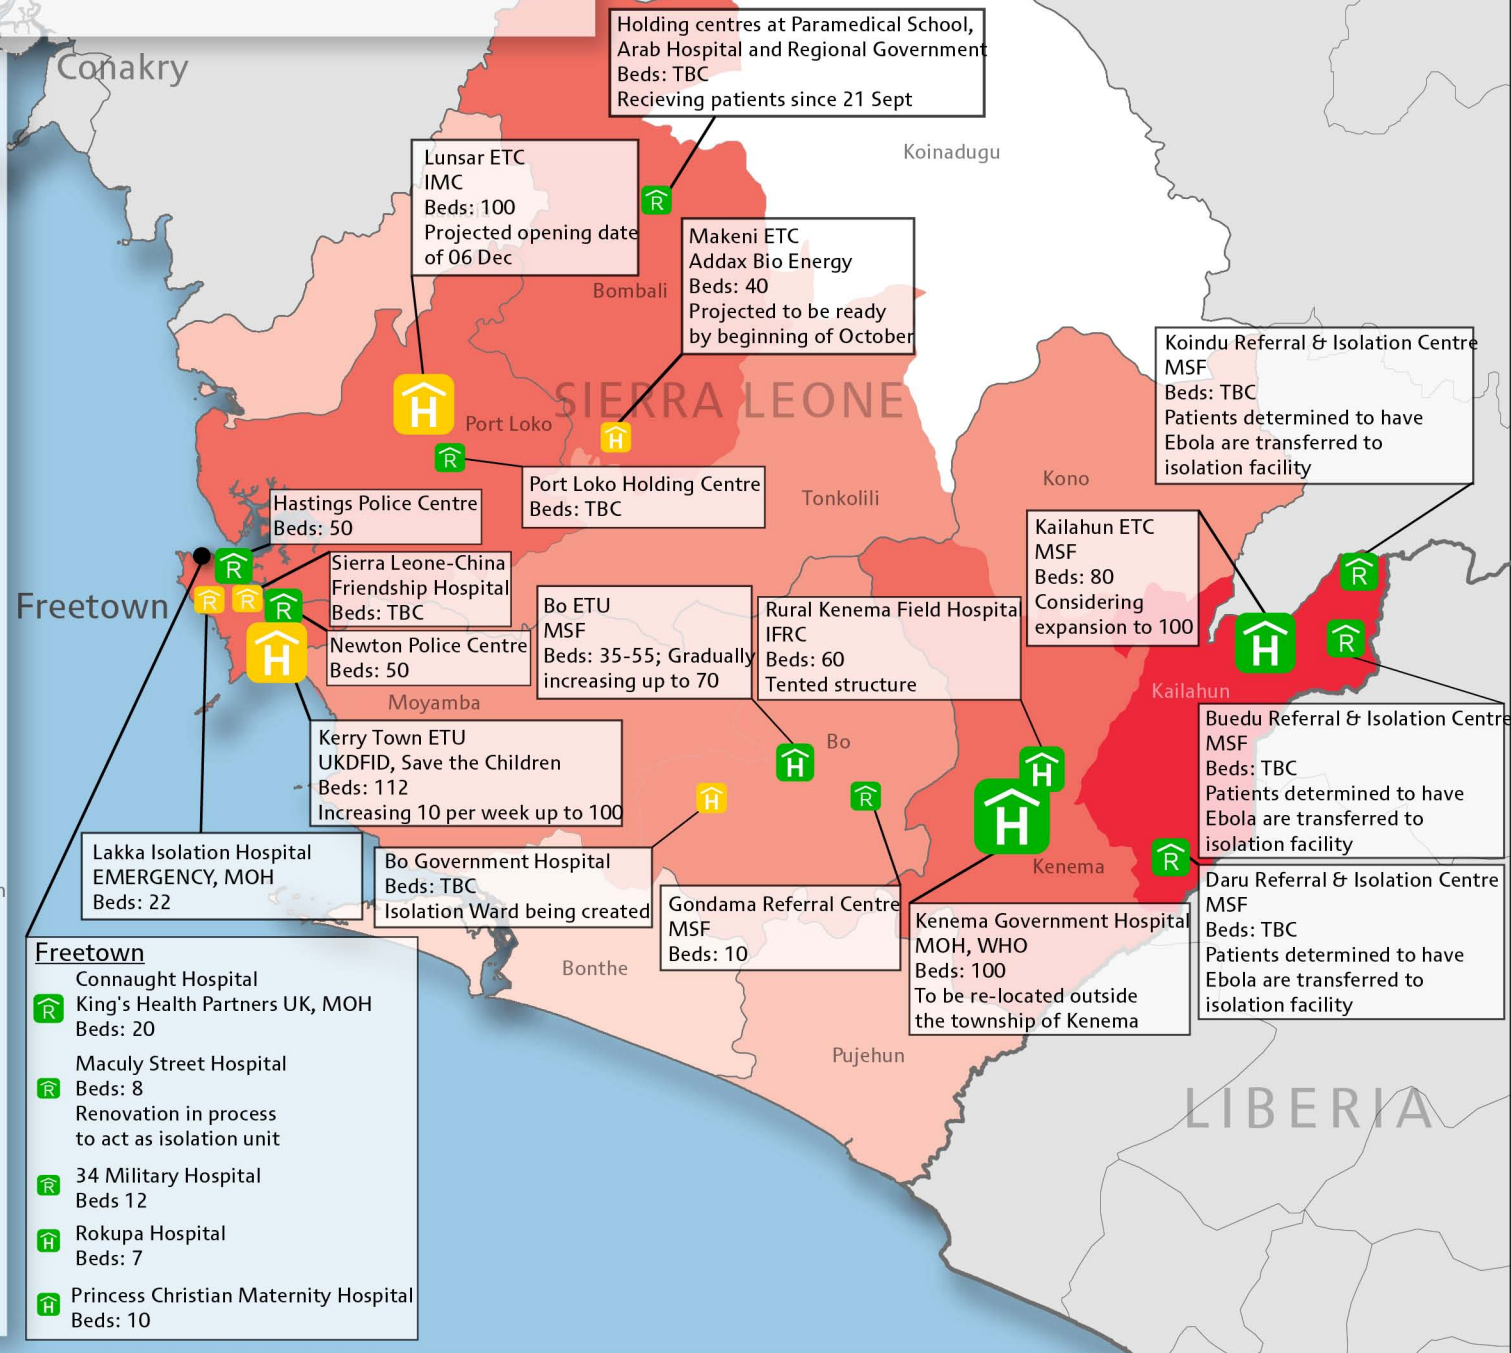 Conakry
Holding centres at Paramedical School,
Arab Hospital and Regional Government
Beds: TBC
Recieving patients since 21 Sept
Koinadugu
Lunsar ETC
IMC
Beds: 100
Projected opening date
of 06 Dec
Makeni ETC
Addax Bio Energy
Beds: 40
Projected to be ready
by beginning of October
Bombali
Koindu Referral & Isolation Centre
MSF
Beds: TBC
Patients determined to have
Ebola are transferred to
isolation facility
SIERRA LEONE
Port Loko
Port Loko Holding Centre
Beds: TBC
Tonkolili
Kono
Hastings Police Centre
Beds: 50
Kailahun ETC
MSF
Beds: 80
Considering
expansion to 100
Sierra Leone-China
Friendship Hospital
Beds: TBC
Freetown
Bo ETU
MSF
Beds: 35-55; Gradually
increasing up to 70
Rural Kenema Field Hospital
IFRC
Beds: 60
Tented structure
Newton Police Centre
Beds: 50
Moyamba
Kailahun
Buedu Referral & Isolation Centre
MSF
Beds: TBC
Patients determined to have
Ebola are transferred to
isolation facility
Kerry Town ETU
UKDFID, Save the Children
Beds: 112
Increasing 10 per week up to 100
Bo
Lakka Isolation Hospital
EMERGENCY, MOH
Beds: 22
Bo Government Hospital
Beds: TBC
Isolation Ward being created
Kenema
Daru Referral & Isolation Centre
MSF
Beds: TBC
Patients determined to have
Ebola are transferred to
isolation facility
Gondama Referral Centre
MSF
Beds: 10
Kenema Government Hospital
MOH, WHO
Beds: 100
To be re-located outside
the township of Kenema
Bonthe
Pujehun
LIBERIA
Freetown
Connaught Hospital
King's Health Partners UK, MOH
Beds: 20
Maculy Street Hospital
Beds: 8
Renovation in process
to act as isolation unit
34 Military Hospital
Beds 12
Rokupa Hospital
Beds: 7
Princess Christian Maternity Hospital
Beds: 10